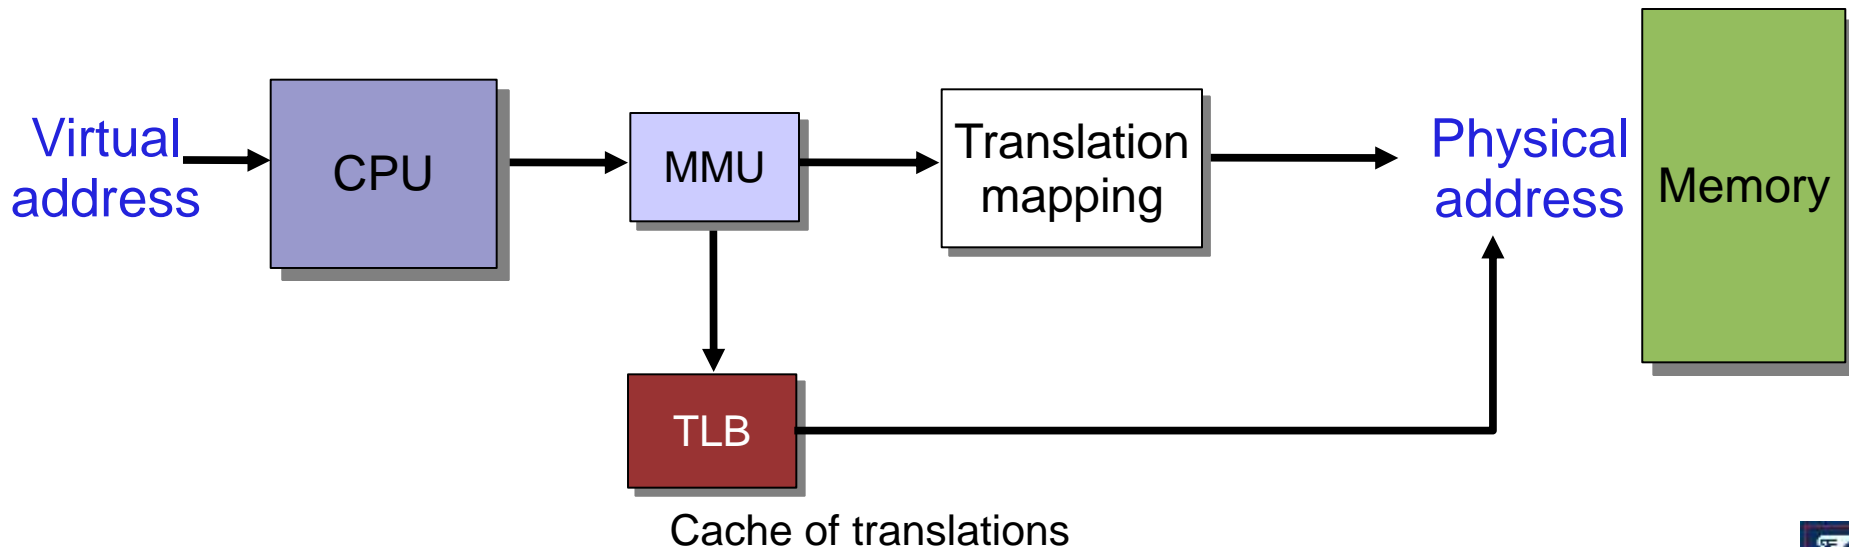 Virtual
address
CPU
MMU
Translation
mapping
Physical
address
Memory
TLB
Cache of translations